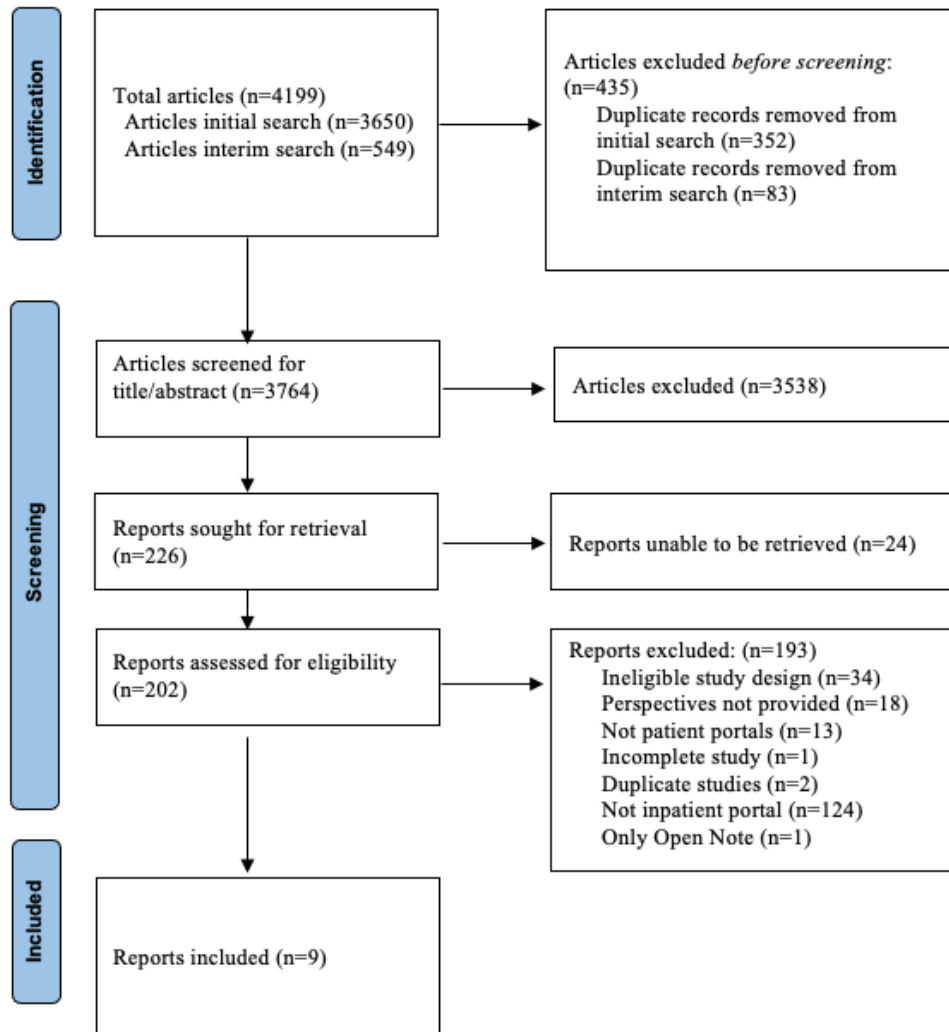 Identification
Total articles (n=4199)
Articles initial search (n=3650)
Articles interim search (n=549)
Articles excluded before screening:
(n=435)
Duplicate records removed from
initial search (n=352)
Duplicate records removed from
interim search (n=83)
Screening
Articles screened for
title/abstract (n=3764)
Articles excluded (n=3538)
Reports sought for retrieval
(n=226)
Reports unable to be retrieved (n=24)
Reports assessed for eligibility
(n=202)
Reports excluded: (n=193)
Ineligible study design (n=34)
Perspectives not provided (n=18)
Not patient portals (n=13)
Incomplete study (n=1)
Duplicate studies (n=2)
Not inpatient portal (n=124)
Only Open Note (n=1)
Included
Reports included (n=9)